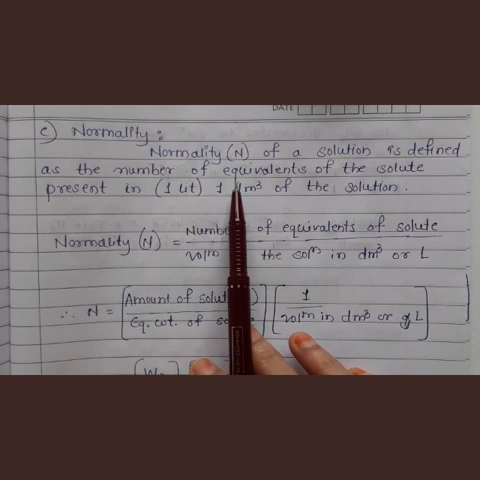 DATE
c) Normality :
Normality (N) of a solution is defined
as the number of equivalents of the solute
present in (1 lit) 1 dm³ of the solution.
Normality (N) = Number of equivalents of solute
volm the solⁿ in dm³ or L
∴ N = [Amount of solut ] [ 1 ]
Eq. wt. of so volm in dm³ or L